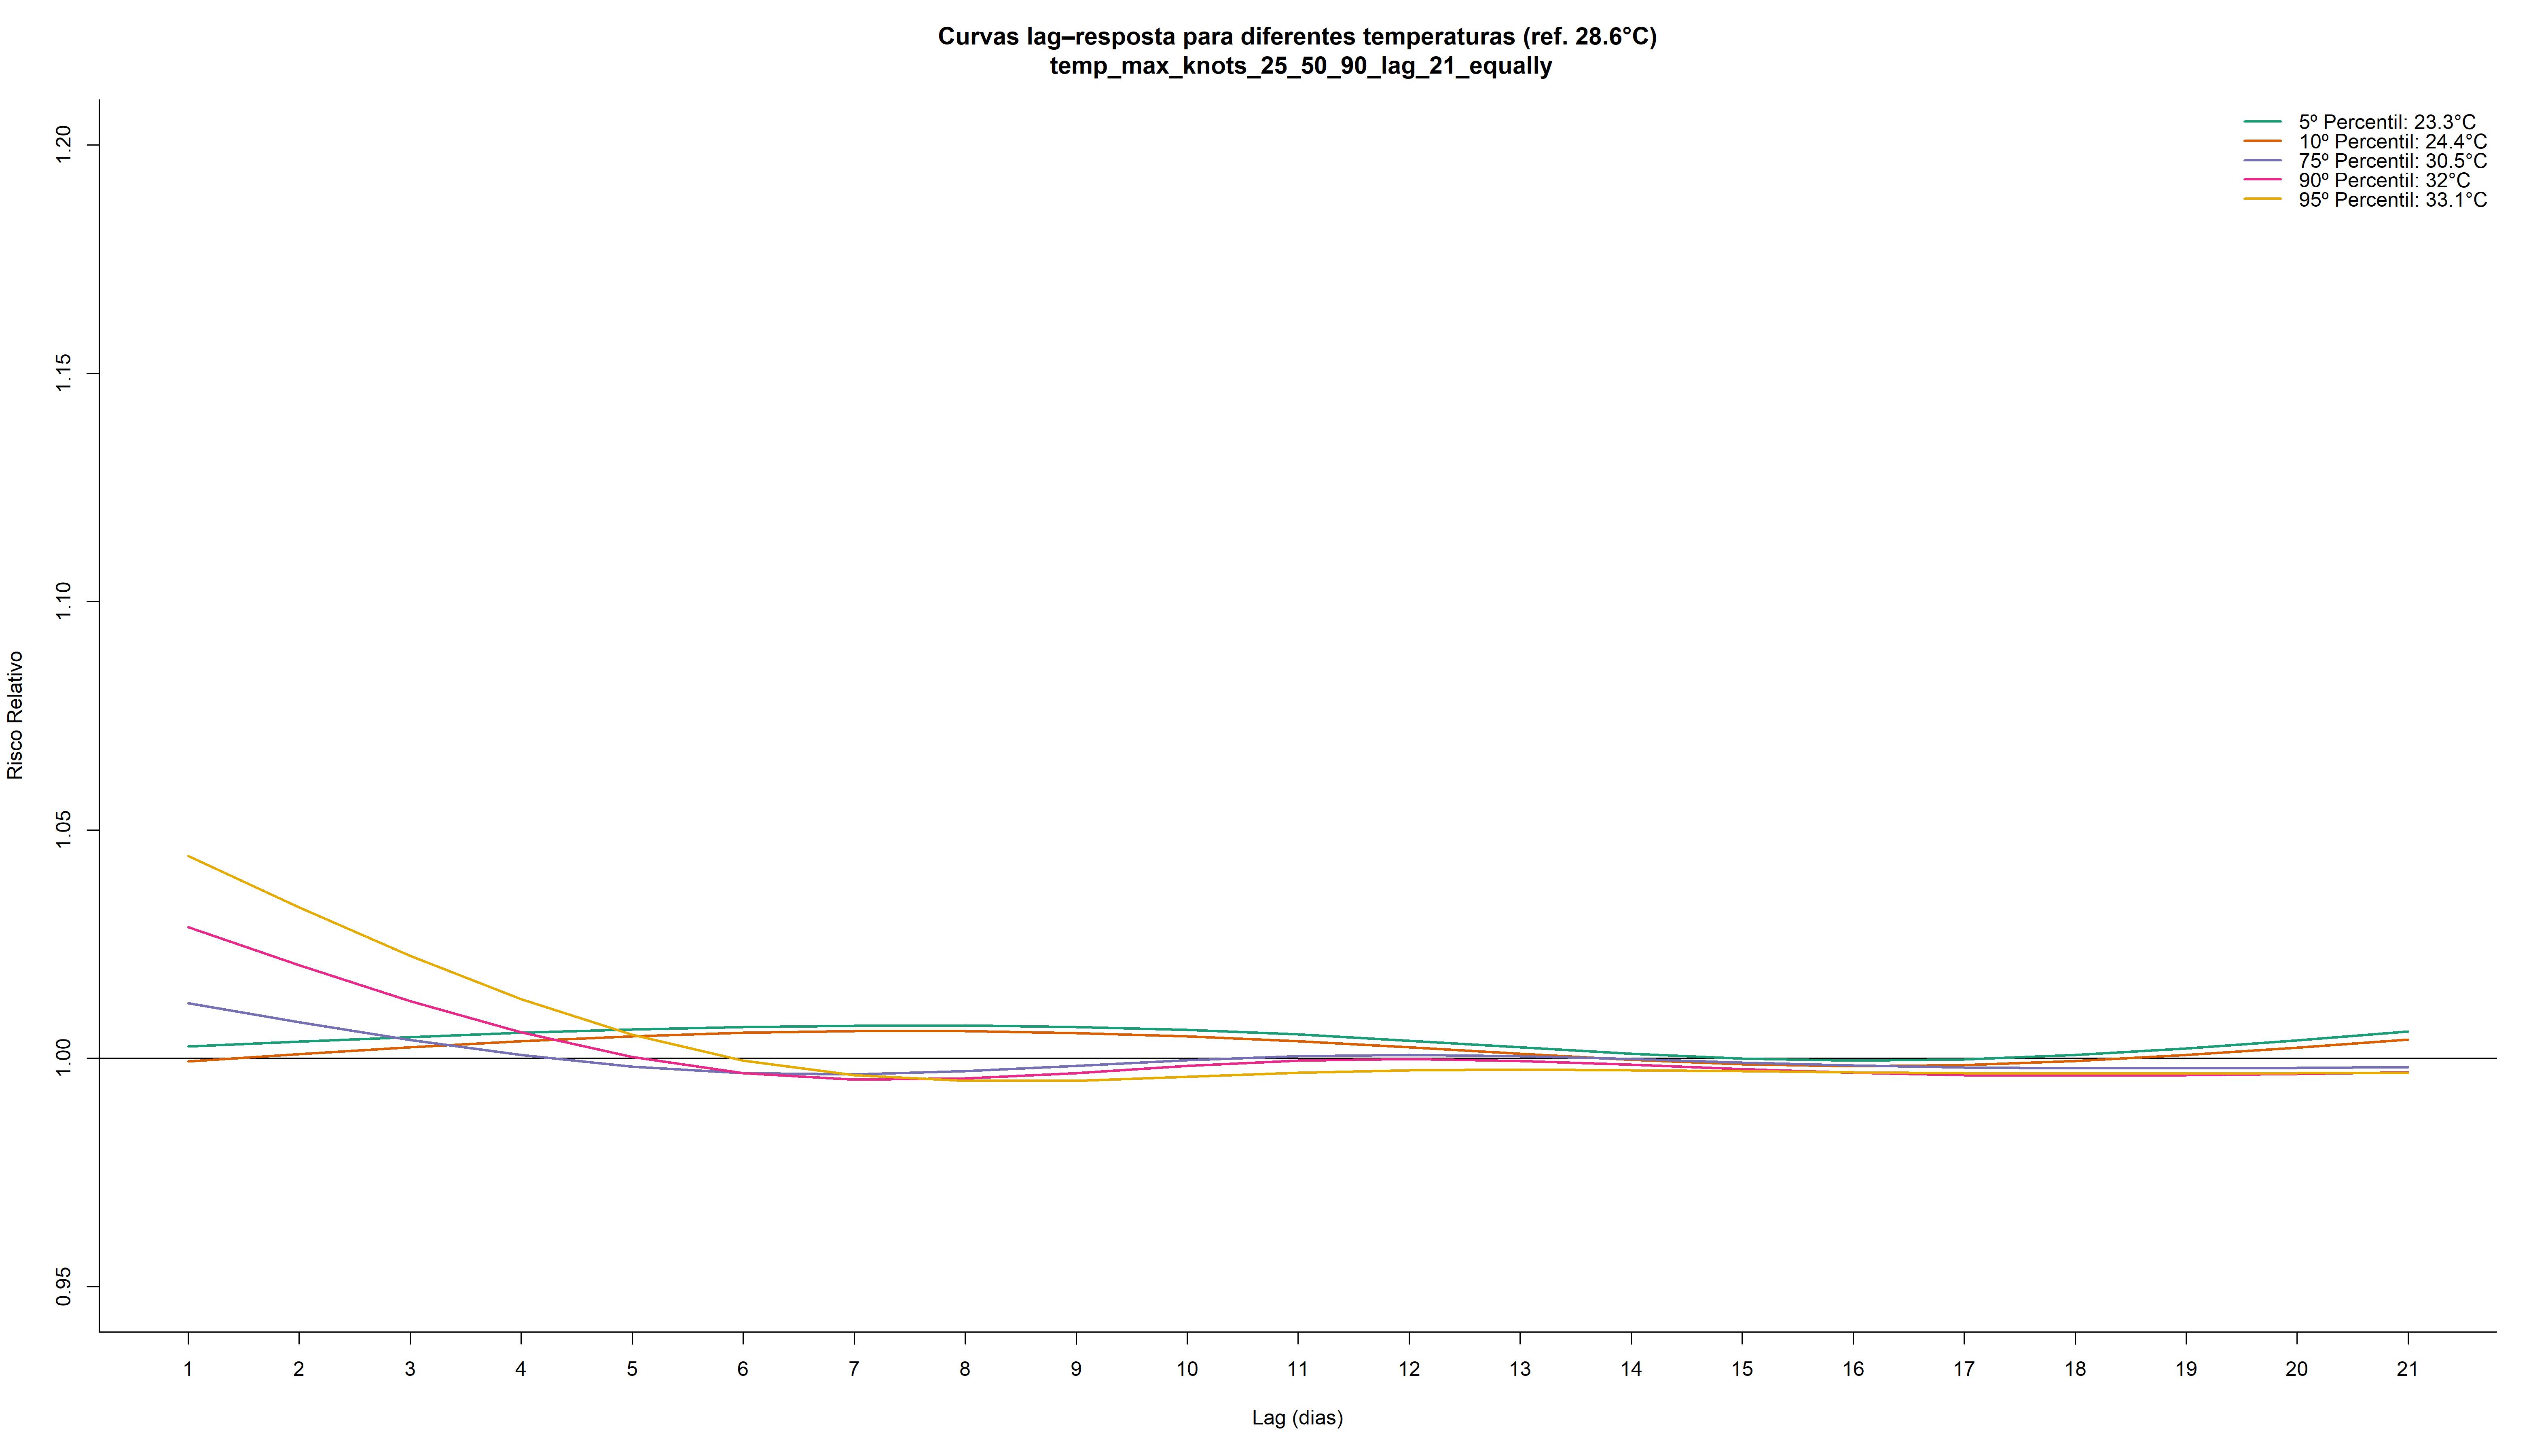 Curvas lag–resposta para diferentes temperaturas (ref. 28.6°C)
temp_max_knots_25_50_90_lag_21_equally
5º Percentil: 23.3°C
10º Percentil: 24.4°C
75º Percentil: 30.5°C
90º Percentil: 32°C
95º Percentil: 33.1°C
Risco Relativo
1.20
1.15
1.10
1.05
1.00
0.95
1 2 3 4 5 6 7 8 9 10 11 12 13 14 15 16 17 18 19 20 21
Lag (dias)